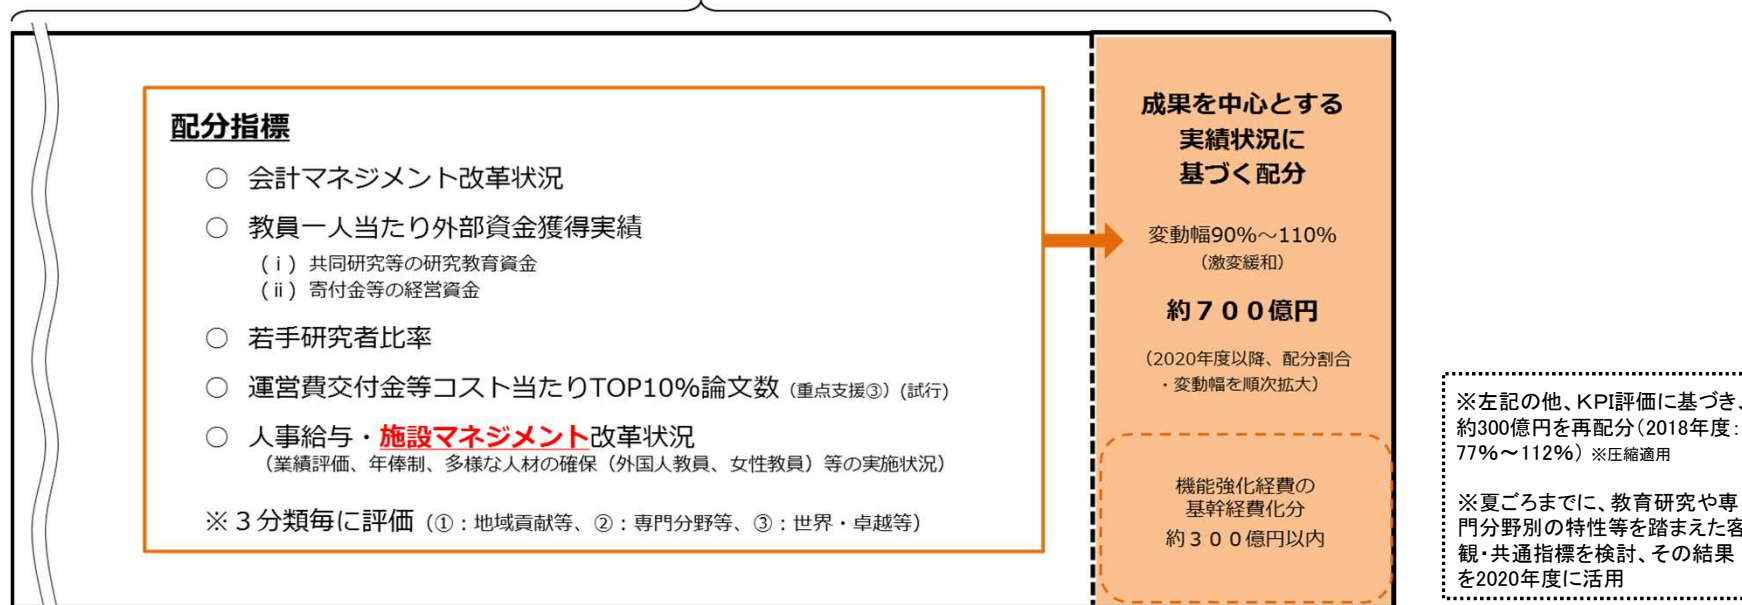 配分指標
○ 会計マネジメント改革状況
○ 教員一人当たり外部資金獲得実績
(ⅰ) 共同研究等の研究教育資金
(ⅱ) 寄付金等の経営資金
○ 若手研究者比率
○ 運営費交付金等コスト当たりTOP10%論文数（重点支援③）(試行)
○ 人事給与・施設マネジメント改革状況
（業績評価、年俸制、多様な人材の確保（外国人教員、女性教員）等の実施状況）
※３分類毎に評価（①：地域貢献等、②：専門分野等、③：世界・卓越等）
成果を中心とする
実績状況に
基づく配分
変動幅90%～110%
（激変緩和）
約７００億円
（2020年度以降、配分割合
・変動幅を順次拡大）
機能強化経費の
基幹経費化分
約３００億円以内
※左記の他、KPI評価に基づき、
約300億円を再配分（2018年度：
77%～112%）※圧縮適用
※夏ごろまでに、教育研究や専
門分野別の特性等を踏まえた客
観・共通指標を検討、その結果
を2020年度に活用